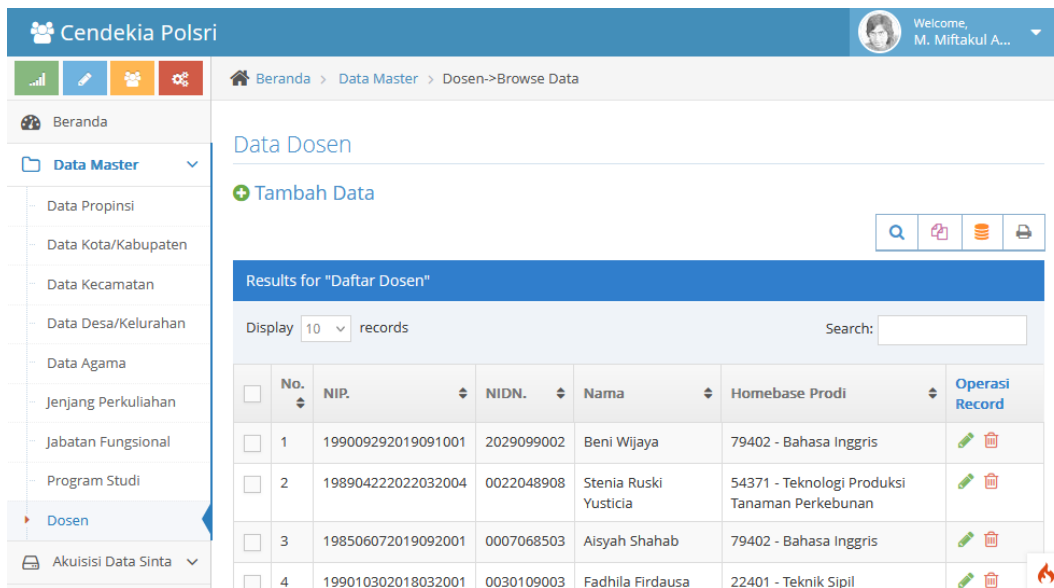 Cendekia Polsri
Welcome,
M. Miftakul A...
Beranda > Data Master > Dosen->Browse Data
Beranda
Data Master
Data Propinsi
Data Kota/Kabupaten
Data Kecamatan
Data Desa/Kelurahan
Data Agama
Jenjang Perkuliahan
Jabatan Fungsional
Program Studi
Dosen
Akuisisi Data Sinta
Data Dosen
Tambah Data
Results for "Daftar Dosen"
Display 10 records Search:
No. NIP. NIDN. Nama Homebase Prodi Operasi Record
1 199009292019091001 2029099002 Beni Wijaya 79402 - Bahasa Inggris
2 198904222022032004 0022048908 Stenia Ruski Yusticia 54371 - Teknologi Produksi Tanaman Perkebunan
3 198506072019092001 0007068503 Aisyah Shahab 79402 - Bahasa Inggris
4 199010302018032001 0030109003 Fadhila Firdausa 22401 - Teknik Sipil